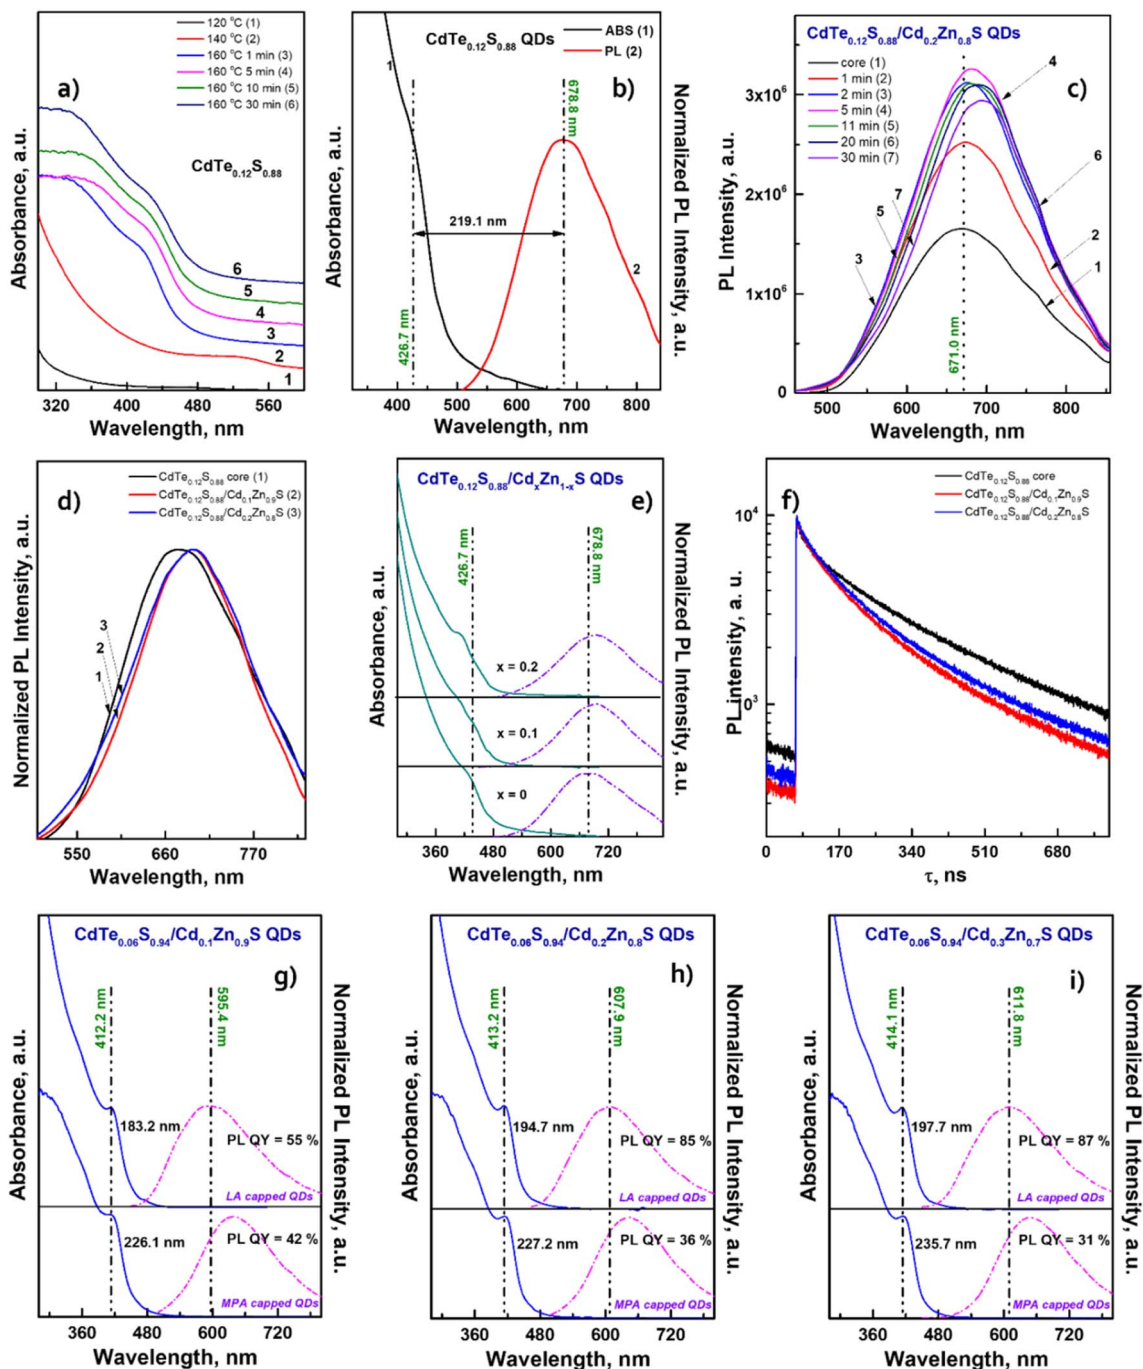 120 °C (1)
140 °C (2)
160 °C 1 min (3)
160 °C 5 min (4)
160 °C 10 min (5)
160 °C 30 min (6)
a)
CdTe0.12S0.88
6
5
4
3
2
1
Absorbance, a.u.
320 400 480 560
Wavelength, nm
CdTe0.12S0.88 QDs
ABS (1)
PL (2)
b)
1
678.8 nm
219.1 nm
426.7 nm
2
Absorbance, a.u.
Normalized PL Intensity, a.u.
400 500 600 700 800
Wavelength, nm
CdTe0.12S0.88/Cd0.2Zn0.8S QDs
core (1)
1 min (2)
2 min (3)
5 min (4)
11 min (5)
20 min (6)
30 min (7)
c)
4
6
7
5
3
2
1
671.0 nm
PL Intensity, a.u.
3x10⁶
2x10⁶
1x10⁶
0
500 600 700 800
Wavelength, nm
d)
CdTe0.12S0.88 core (1)
CdTe0.12S0.88/Cd0.1Zn0.9S (2)
CdTe0.12S0.88/Cd0.2Zn0.8S (3)
3
2
1
Normalized PL Intensity, a.u.
550 660 770
Wavelength, nm
CdTe0.12S0.88/CdxZn1-xS QDs
e)
426.7 nm
678.8 nm
x = 0.2
x = 0.1
x = 0
Absorbance, a.u.
Normalized PL Intensity, a.u.
360 480 600 720
Wavelength, nm
f)
CdTe0.12S0.88 core
CdTe0.12S0.88/Cd0.1Zn0.9S
CdTe0.12S0.88/Cd0.2Zn0.8S
PL intensity, a. u.
10⁴
10³
0 170 340 510 680
τ, ns
CdTe0.06S0.94/Cd0.1Zn0.9S QDs
g)
412.2 nm
595.4 nm
183.2 nm
PL QY = 55 %
LA capped QDs
226.1 nm
PL QY = 42 %
MPA capped QDs
Absorbance, a.u.
Normalized PL Intensity, a.u.
360 480 600 720
Wavelength, nm
CdTe0.06S0.94/Cd0.2Zn0.8S QDs
h)
413.2 nm
607.9 nm
194.7 nm
PL QY = 85 %
LA capped QDs
227.2 nm
PL QY = 36 %
MPA capped QDs
Absorbance, a.u.
Normalized PL Intensity, a.u.
360 480 600 720
Wavelength, nm
CdTe0.06S0.94/Cd0.3Zn0.7S QDs
i)
414.1 nm
611.8 nm
197.7 nm
PL QY = 87 %
LA capped QDs
235.7 nm
PL QY = 31 %
MPA capped QDs
Absorbance, a.u.
Normalized PL Intensity, a.u.
360 480 600 720
Wavelength, nm